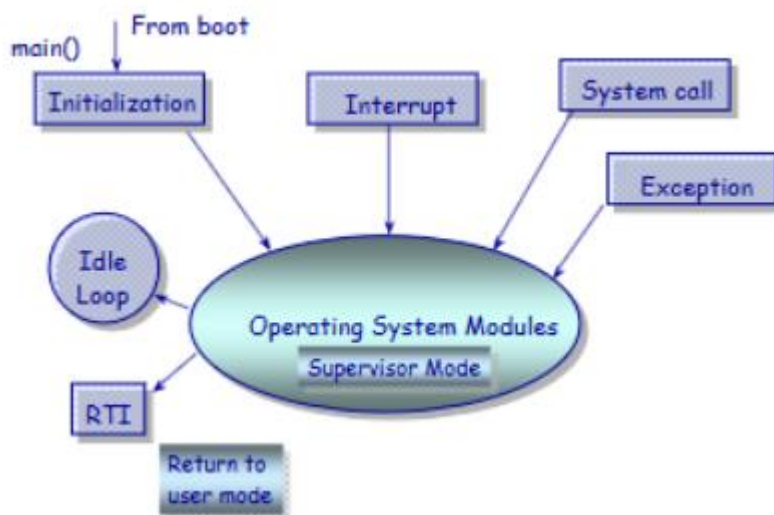 From boot
main()
Initialization
Interrupt
System call
Exception
Idle
Loop
Operating System Modules
Supervisor Mode
RTI
Return to
user mode